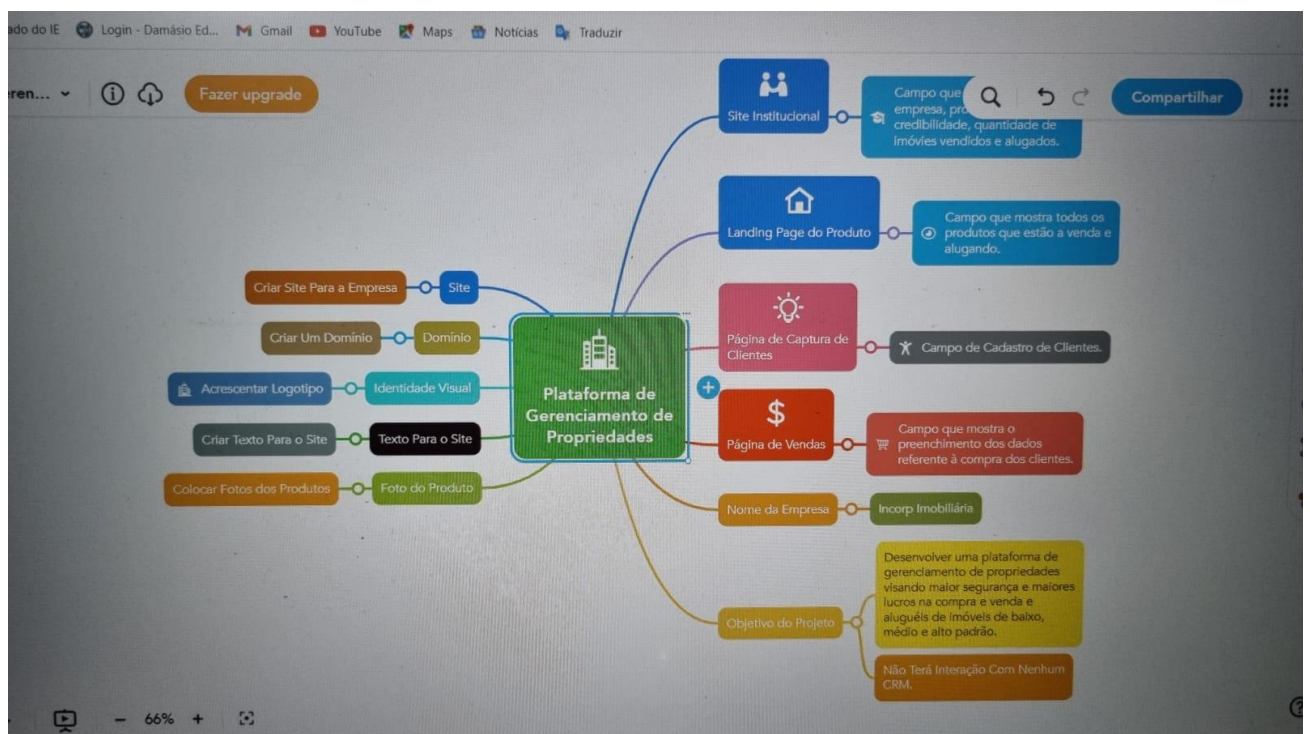 ado do IE Login - Damásio Ed... Gmail YouTube Maps Notícias Traduzir
eren... Fazer upgrade
Compartilhar
Site Institucional
Campo que
empresa, pro
credibilidade, quantidade de
imóvies vendidos e alugados.
Landing Page do Produto
Campo que mostra todos os
produtos que estão a venda e
alugando.
Criar Site Para a Empresa
Site
Criar Um Domínio
Domínio
Acrescentar Logotipo
Identidade Visual
Criar Texto Para o Site
Texto Para o Site
Colocar Fotos dos Produtos
Foto do Produto
Plataforma de
Gerenciamento de
Propriedades
Página de Captura de
Clientes
Campo de Cadastro de Clientes.
$
Página de Vendas
Campo que mostra o
preenchimento dos dados
referente à compra dos clientes.
Nome da Empresa
Incorp Imobiliária
Objetivo do Projeto
Desenvolver uma plataforma de
gerenciamento de propriedades
visando maior segurança e maiores
lucros na compra e venda e
aluguéis de imóveis de baixo,
médio e alto padrão.
Não Terá Interação Com Nenhum
CRM.
− 66% +